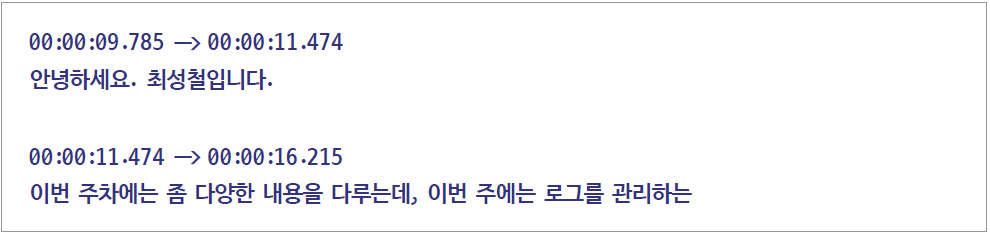 00:00:09.785 —> 00:00:11.474
안녕하세요. 최성철입니다.
00:00:11.474 —> 00:00:16.215
이번 주차에는 좀 다양한 내용을 다루는데, 이번 주에는 로그를 관리하는